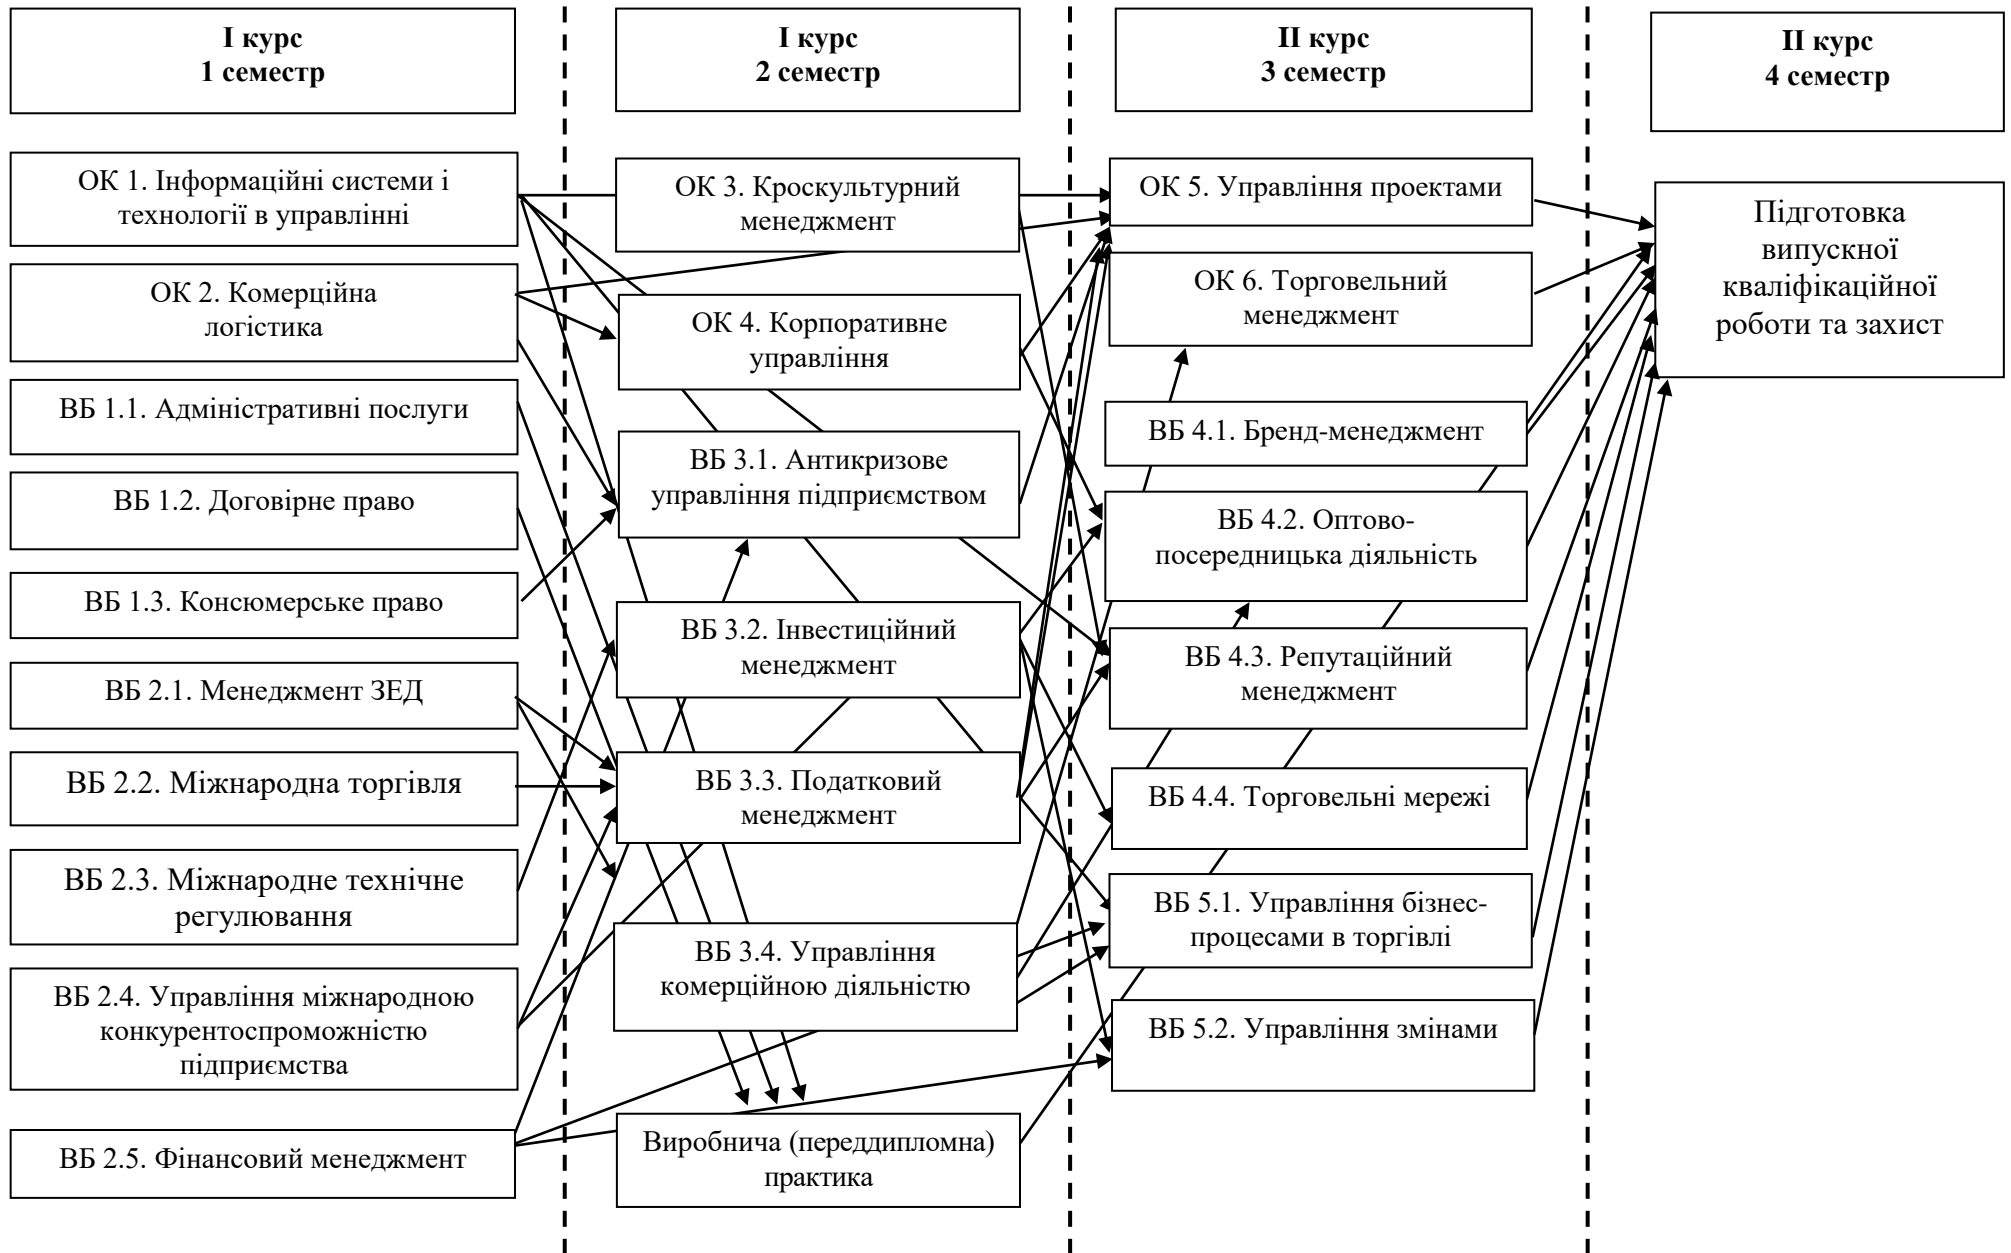 І курс
1 семестр
І курс
2 семестр
ІІ курс
3 семестр
ІІ курс
4 семестр
ОК 1. Інформаційні системи і
технології в управлінні
ОК 2. Комерційна
логістика
ВБ 1.1. Адміністративні послуги
ВБ 1.2. Договірне право
ВБ 1.3. Консюмерське право
ВБ 2.1. Менеджмент ЗЕД
ВБ 2.2. Міжнародна торгівля
ВБ 2.3. Міжнародне технічне
регулювання
ВБ 2.4. Управління міжнародною
конкурентоспроможністю
підприємства
ВБ 2.5. Фінансовий менеджмент
ОК 3. Кроскультурний
менеджмент
ОК 4. Корпоративне
управління
ВБ 3.1. Антикризове
управління підприємством
ВБ 3.2. Інвестиційний
менеджмент
ВБ 3.3. Податковий
менеджмент
ВБ 3.4. Управління
комерційною діяльністю
Виробнича (переддипломна)
практика
ОК 5. Управління проектами
ОК 6. Торговельний
менеджмент
ВБ 4.1. Бренд-менеджмент
ВБ 4.2. Оптово-
посередницька діяльність
ВБ 4.3. Репутаційний
менеджмент
ВБ 4.4. Торговельні мережі
ВБ 5.1. Управління бізнес-
процесами в торгівлі
ВБ 5.2. Управління змінами
Підготовка
випускної
кваліфікаційної
роботи та захист